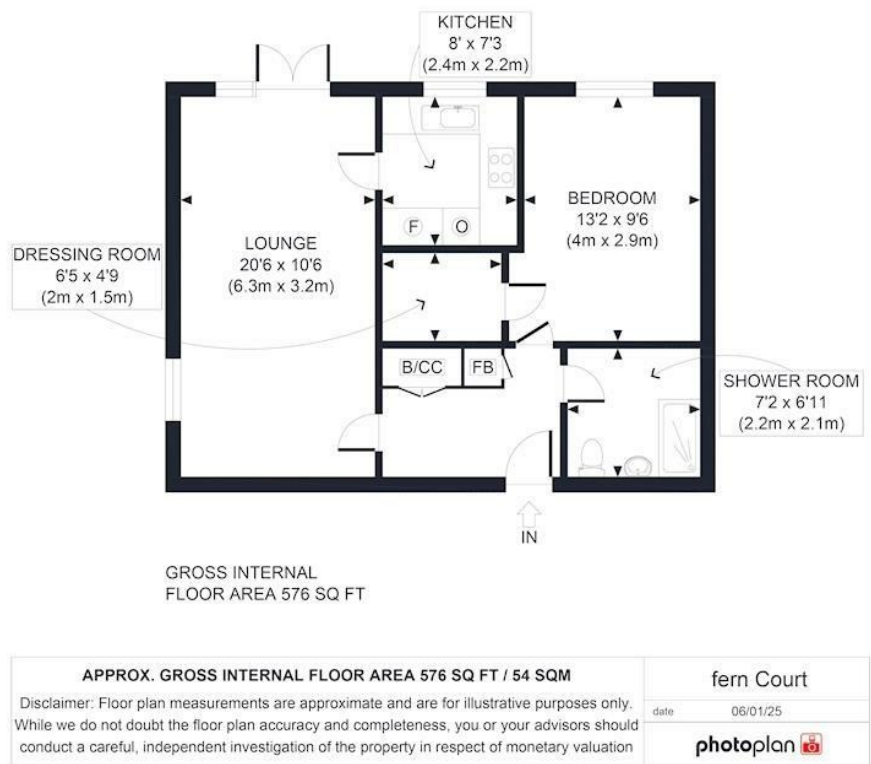 KITCHEN
8' x 7'3
(2.4m x 2.2m)
BEDROOM
13'2 x 9'6
(4m x 2.9m)
LOUNGE
20'6 x 10'6
(6.3m x 3.2m)
DRESSING ROOM
6'5 x 4'9
(2m x 1.5m)
F
O
B/CC
FB
SHOWER ROOM
7'2 x 6'11
(2.2m x 2.1m)
IN
GROSS INTERNAL
FLOOR AREA 576 SQ FT
APPROX. GROSS INTERNAL FLOOR AREA 576 SQ FT / 54 SQM
Disclaimer: Floor plan measurements are approximate and are for illustrative purposes only.
While we do not doubt the floor plan accuracy and completeness, you or your advisors should
conduct a careful, independent investigation of the property in respect of monetary valuation
fern Court
date 06/01/25
photoplan